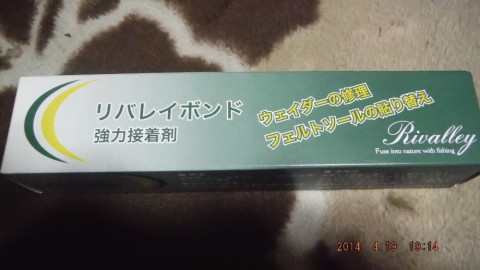 リバレイボンド
強力接着剤
ウェイダーの修理
フェルトソールの貼り替え
Rivalley
Fuse into nature with fishing
2014 4.19 19:14